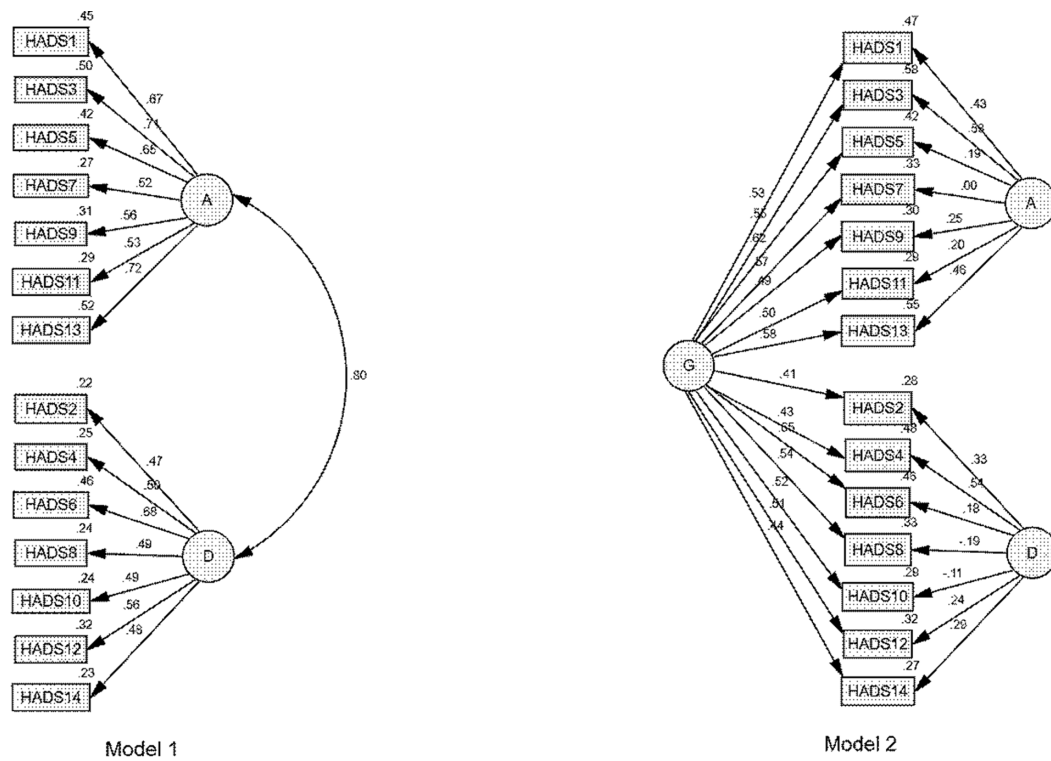 .45
HADS1
.50
HADS3
.42
HADS5
.27
HADS7
.31
HADS9
.29
HADS11
.52
HADS13
.67
.71
.65
.52
.56
.53
.72
A
.80
.22
HADS2
.25
HADS4
.46
HADS6
.24
HADS8
.24
HADS10
.32
HADS12
.23
HADS14
.47
.50
.68
.49
.49
.56
.48
D
Model 1
.47
HADS1
.58
HADS3
.42
HADS5
.33
HADS7
.30
HADS9
.28
HADS11
.55
HADS13
.43
.53
.19
.00
.25
.20
.46
A
.53
.55
.62
.57
.49
.50
.58
G
.41
.43
.65
.54
.52
.51
.44
.28
HADS2
.48
HADS4
.46
HADS6
.33
HADS8
.28
HADS10
.32
HADS12
.27
HADS14
.33
.54
.18
-.19
-.11
.24
.29
D
Model 2